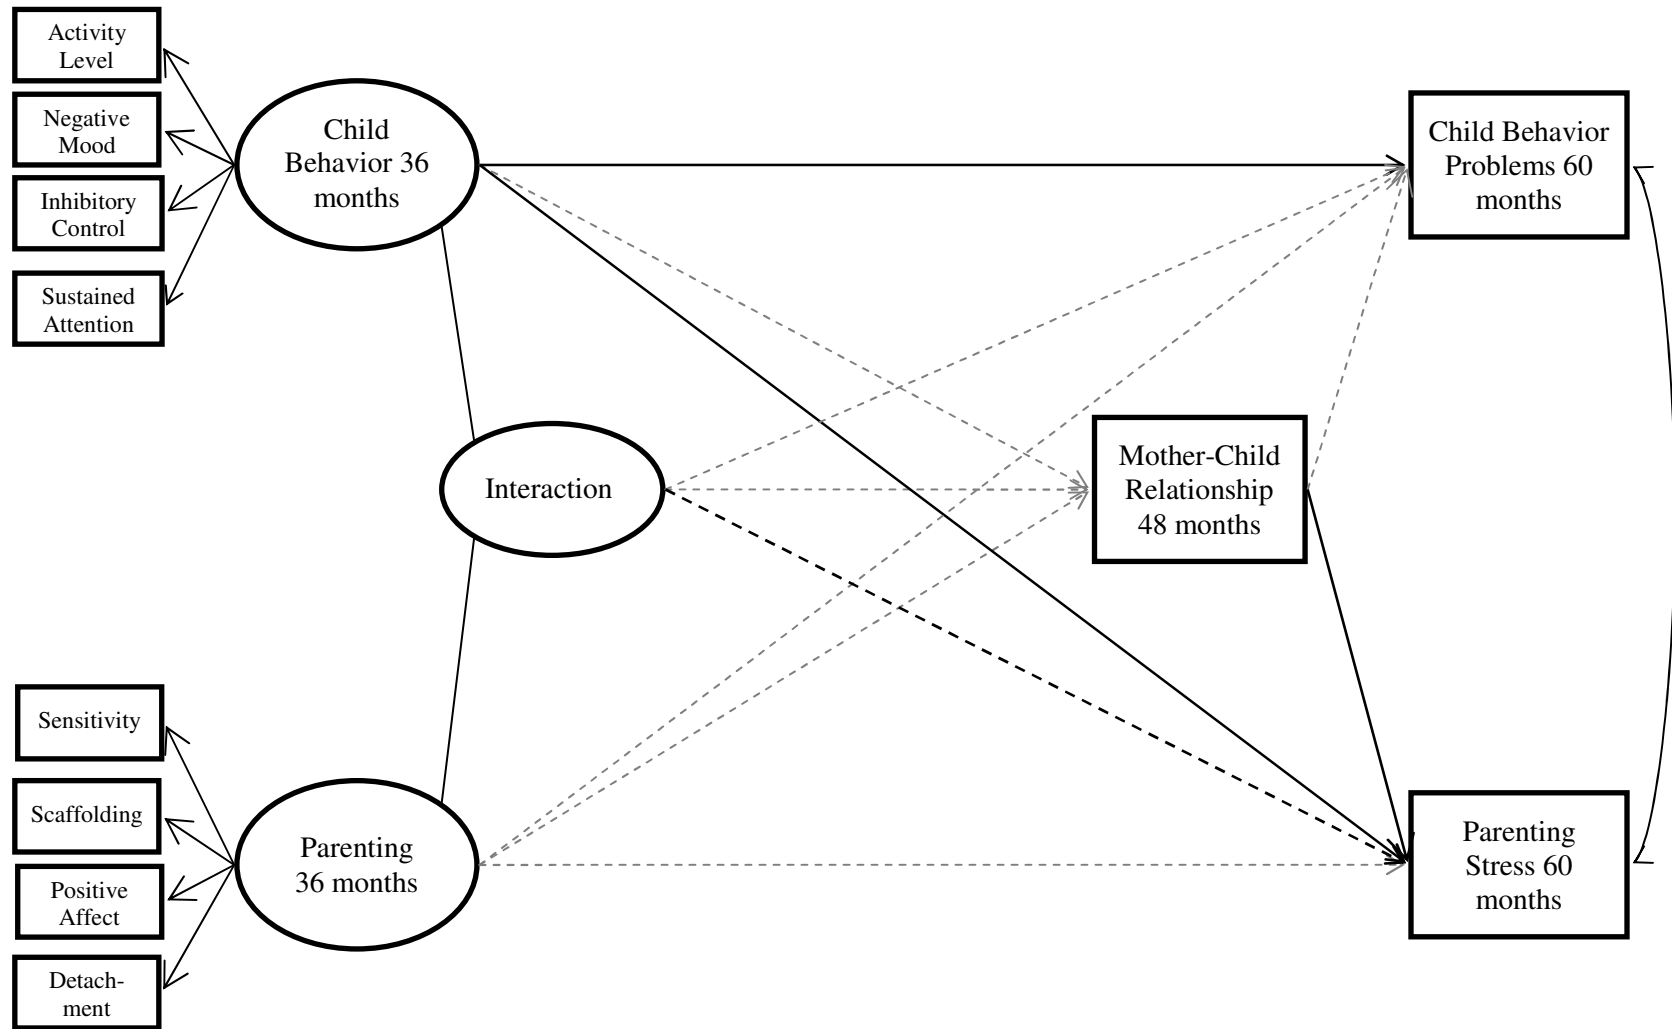 Activity
Level
Negative
Mood
Inhibitory
Control
Sustained
Attention
Child
Behavior 36
months
Child Behavior
Problems 60
months
Interaction
Mother-Child
Relationship
48 months
Sensitivity
Scaffolding
Positive
Affect
Detach-
ment
Parenting
36 months
Parenting
Stress 60
months